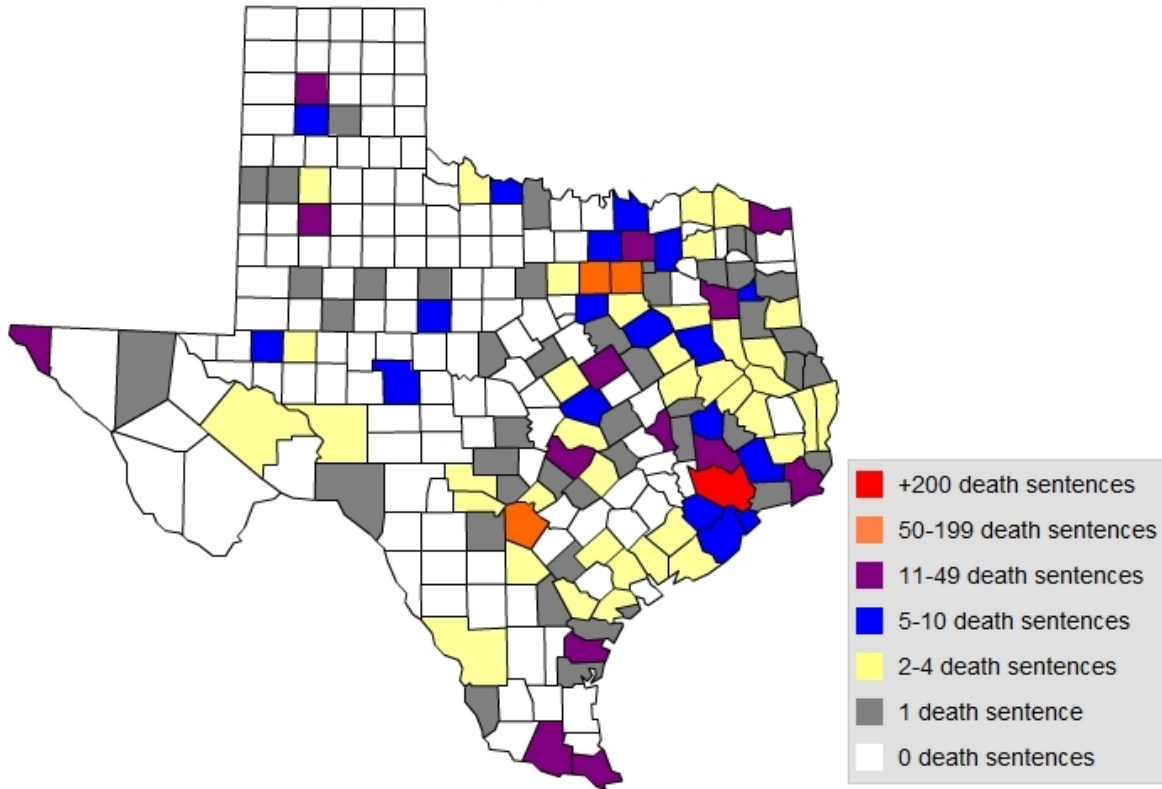 +200 death sentences
50-199 death sentences
11-49 death sentences
5-10 death sentences
2-4 death sentences
1 death sentence
0 death sentences